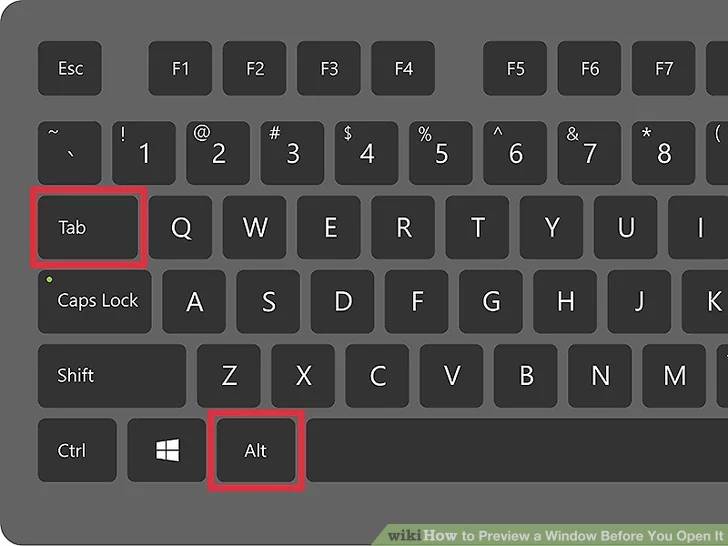 Esc F1 F2 F3 F4 F5 F6 F7
~ ` ! 1 @ 2 # 3 $ 4 % 5 ^ 6 & 7 * 8 (
Tab Q W E R T Y U I
Caps Lock A S D F G H J K
Shift Z X C V B N M
Ctrl Alt
wikiHow to Preview a Window Before You Open It